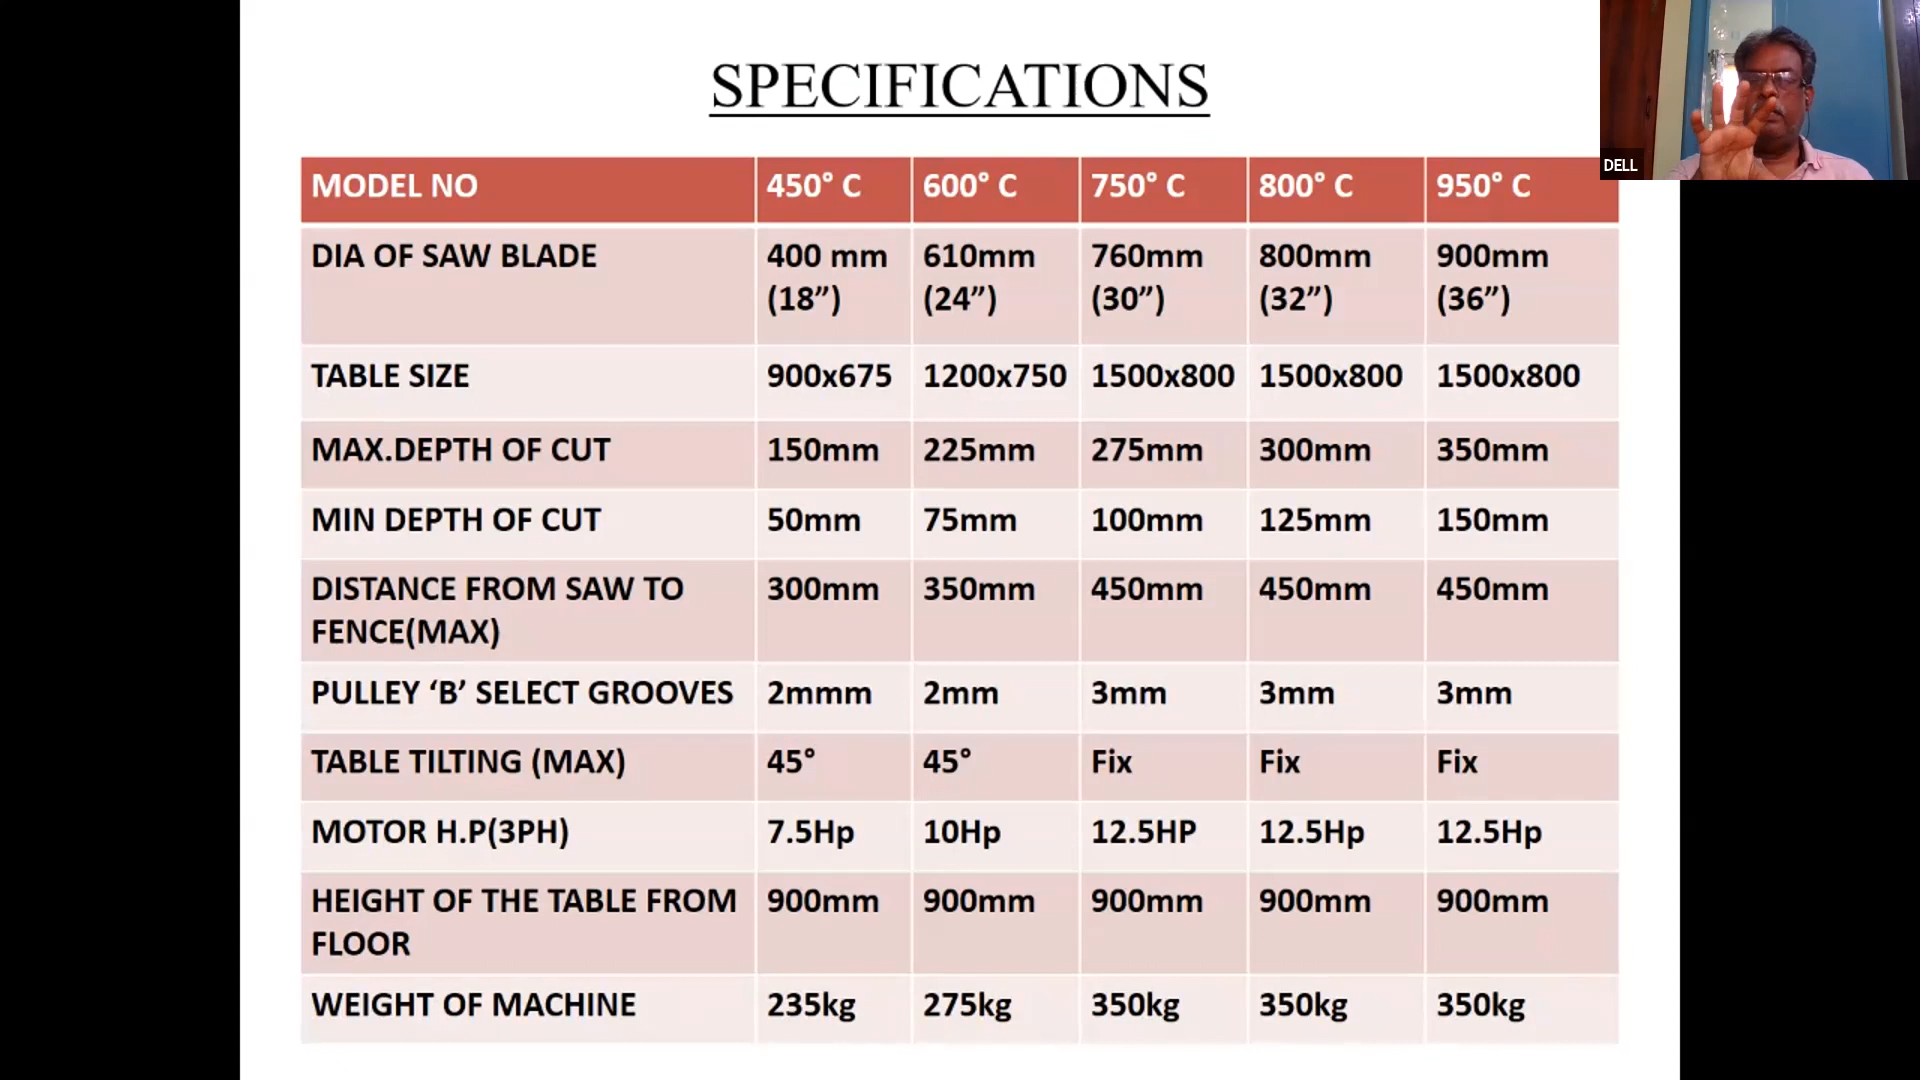 SPECIFICATIONS
DELL
MODEL NO 450° C 600° C 750° C 800° C 950° C
DIA OF SAW BLADE 400 mm 610mm 760mm 800mm 900mm
(18”) (24”) (30”) (32”) (36”)
TABLE SIZE 900x675 1200x750 1500x800 1500x800 1500x800
MAX.DEPTH OF CUT 150mm 225mm 275mm 300mm 350mm
MIN DEPTH OF CUT 50mm 75mm 100mm 125mm 150mm
DISTANCE FROM SAW TO 300mm 350mm 450mm 450mm 450mm
FENCE(MAX)
PULLEY ‘B’ SELECT GROOVES 2mmm 2mm 3mm 3mm 3mm
TABLE TILTING (MAX) 45° 45° Fix Fix Fix
MOTOR H.P(3PH) 7.5Hp 10Hp 12.5HP 12.5Hp 12.5Hp
HEIGHT OF THE TABLE FROM 900mm 900mm 900mm 900mm 900mm
FLOOR
WEIGHT OF MACHINE 235kg 275kg 350kg 350kg 350kg